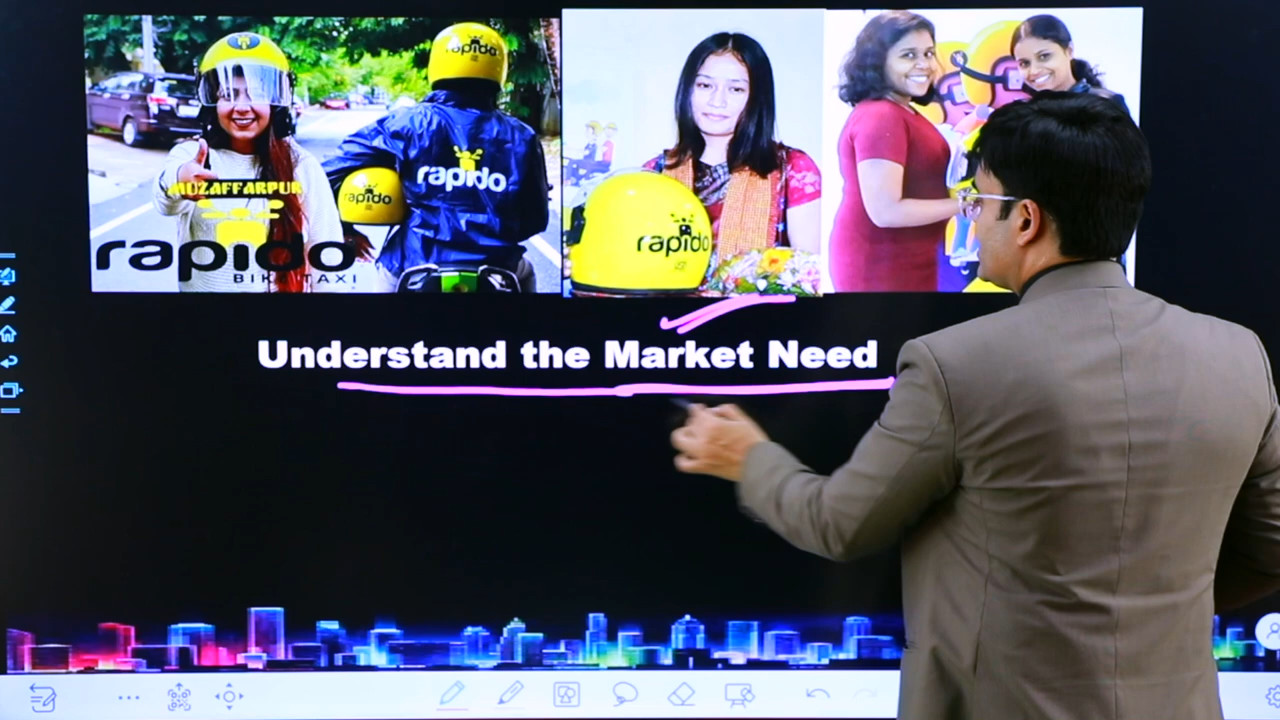 rapido
rapido
rapido
MUZAFFARPUR
rapido
BIKE TAXI
rapido
Understand the Market Need